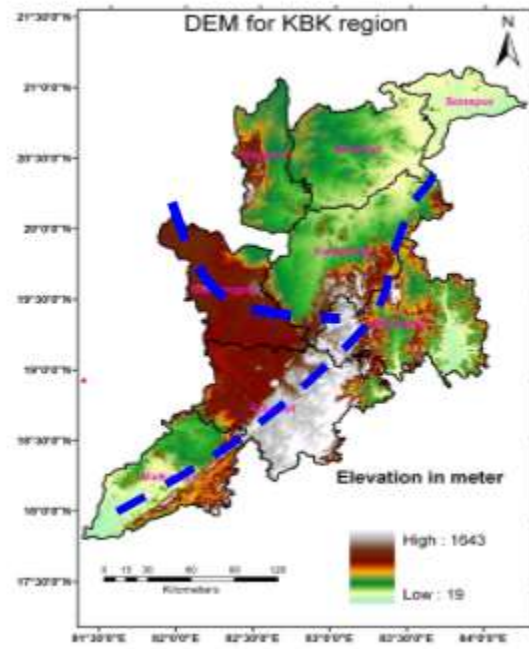 DEM for KBK region
N
21°30'0"N
21°0'0"N
20°30'0"N
20°0'0"N
19°30'0"N
19°0'0"N
18°30'0"N
18°0'0"N
17°30'0"N
Sonepur
Elevation in meter
High : 1643
Low : 19
0 15 30 60 90 120
Kilometers
81°30'0"E
82°0'0"E
82°30'0"E
83°0'0"E
83°30'0"E
84°0'0"E